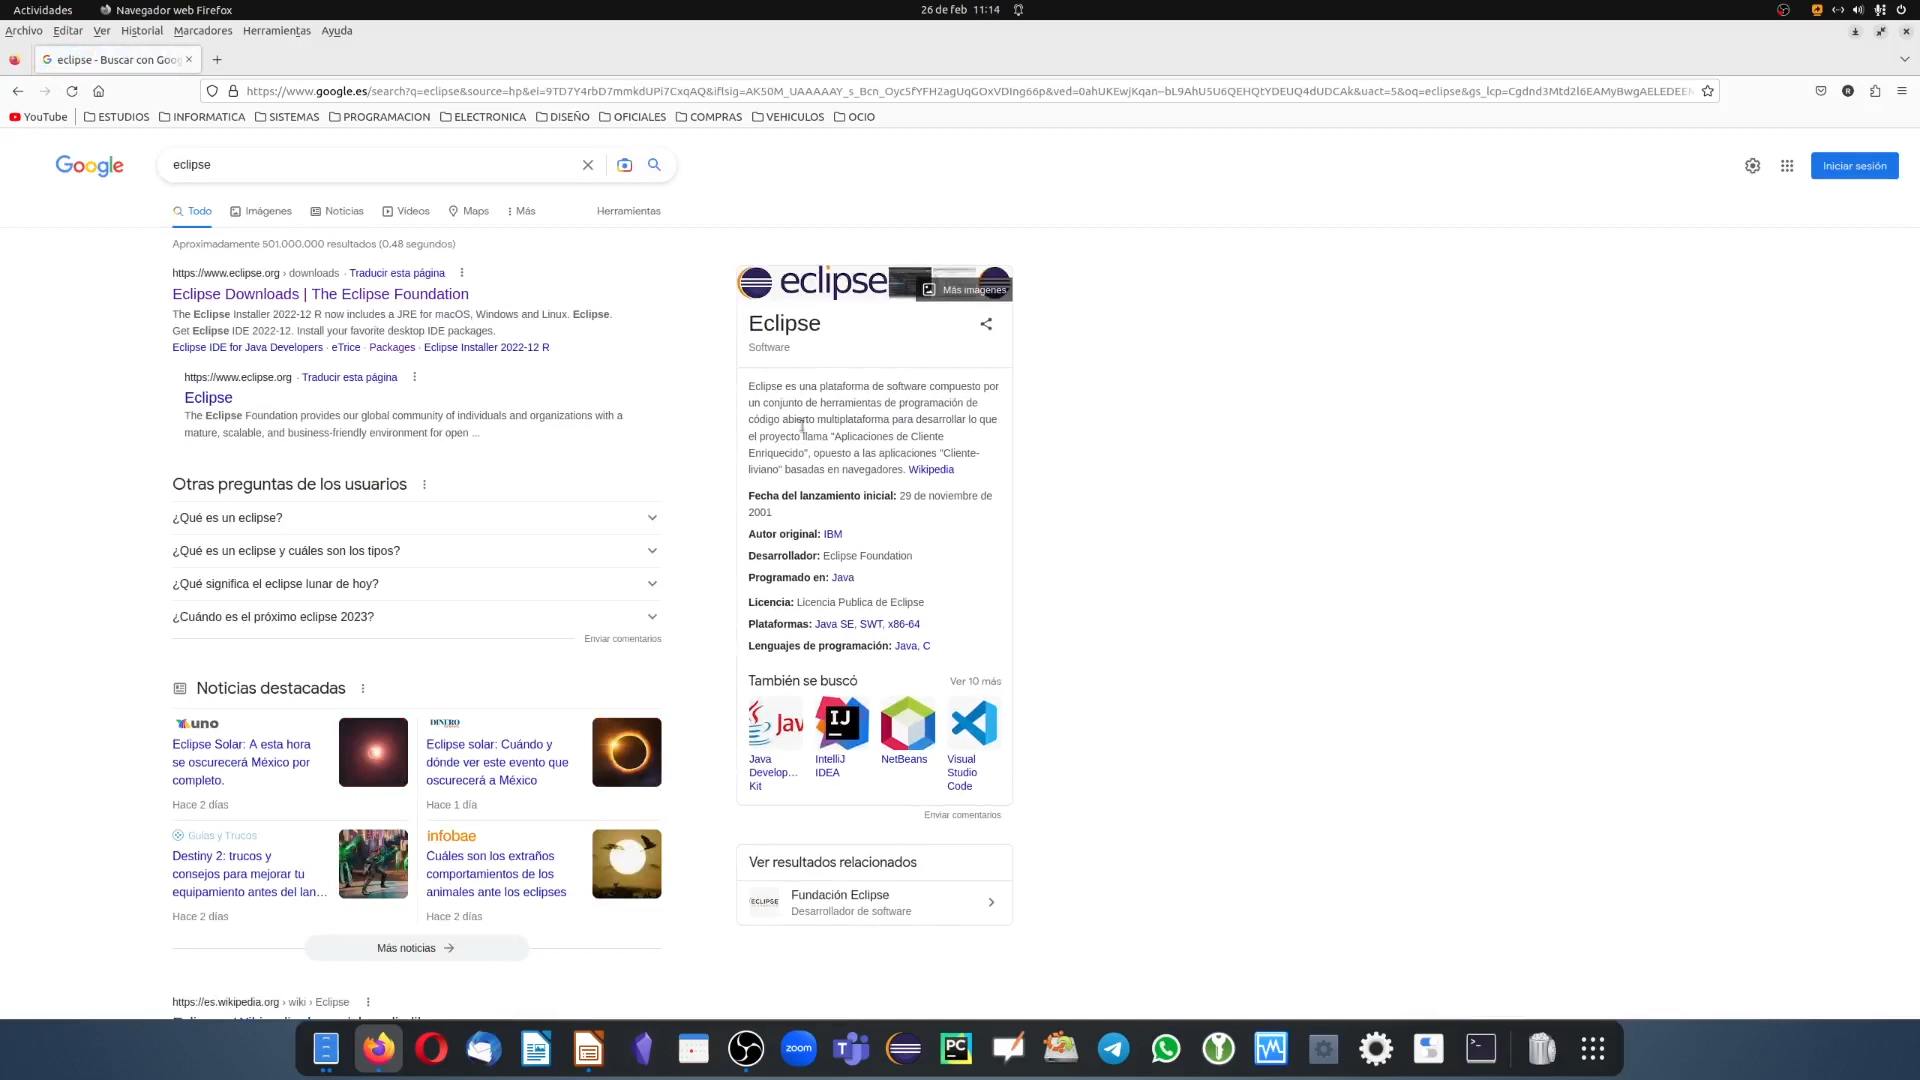 Actividades
Navegador web Firefox
26 de feb 11:14
Archivo Editar Ver Historial Marcadores Herramientas Ayuda
eclipse - Buscar con Goog
https://www.google.es/search?q=eclipse&source=hp&ei=9TD7Y4rbD7mmkdUPi7CxqAQ&iflsig=AK50M_UAAAAAY_s_Bcn_Oyc5fYFH2agUqGOxVDIng66p&ved=0ahUKEwjKqan–bL9AhU5U6QEHQtYDEUQ4dUDCAk&uact=5&oq=eclipse&gs_lcp=Cgdnd3Mtd2l6EAMyBwgAELEDEEM
YouTube ESTUDIOS INFORMATICA SISTEMAS PROGRAMACION ELECTRONICA DISEÑO OFICIALES COMPRAS VEHICULOS OCIO
Google
eclipse
Iniciar sesión
Todo Imágenes Noticias Vídeos Maps Más Herramientas
Aproximadamente 501.000.000 resultados (0,48 segundos)
https://www.eclipse.org › downloads · Traducir esta página
Eclipse Downloads | The Eclipse Foundation
The Eclipse Installer 2022-12 R now includes a JRE for macOS, Windows and Linux. Eclipse.
Get Eclipse IDE 2022-12. Install your favorite desktop IDE packages.
Eclipse IDE for Java Developers · eTrice · Packages · Eclipse Installer 2022-12 R
https://www.eclipse.org · Traducir esta página
Eclipse
The Eclipse Foundation provides our global community of individuals and organizations with a
mature, scalable, and business-friendly environment for open ...
Otras preguntas de los usuarios
¿Qué es un eclipse?
¿Qué es un eclipse y cuáles son los tipos?
¿Qué significa el eclipse lunar de hoy?
¿Cuándo es el próximo eclipse 2023?
Enviar comentarios
Noticias destacadas
uno
Eclipse Solar: A esta hora
se oscurecerá México por
completo.
Hace 2 días
DINERO
Eclipse solar: Cuándo y
dónde ver este evento que
oscurecerá a México
Hace 1 día
Guías y Trucos
Destiny 2: trucos y
consejos para mejorar tu
equipamiento antes del lan...
Hace 2 días
infobae
Cuáles son los extraños
comportamientos de los
animales ante los eclipses
Hace 2 días
Más noticias
https://es.wikipedia.org › wiki › Eclipse
eclipse
Más imágenes
Eclipse
Software
Eclipse es una plataforma de software compuesto por
un conjunto de herramientas de programación de
código abierto multiplataforma para desarrollar lo que
el proyecto llama "Aplicaciones de Cliente
Enriquecido", opuesto a las aplicaciones "Cliente-
liviano" basadas en navegadores. Wikipedia
Fecha del lanzamiento inicial: 29 de noviembre de
2001
Autor original: IBM
Desarrollador: Eclipse Foundation
Programado en: Java
Licencia: Licencia Publica de Eclipse
Plataformas: Java SE, SWT, x86-64
Lenguajes de programación: Java, C
También se buscó
Ver 10 más
Jav
IJ
Java
Develop...
Kit
IntelliJ
IDEA
NetBeans
Visual
Studio
Code
Enviar comentarios
Ver resultados relacionados
ECLIPSE
Fundación Eclipse
Desarrollador de software
zoom
PC